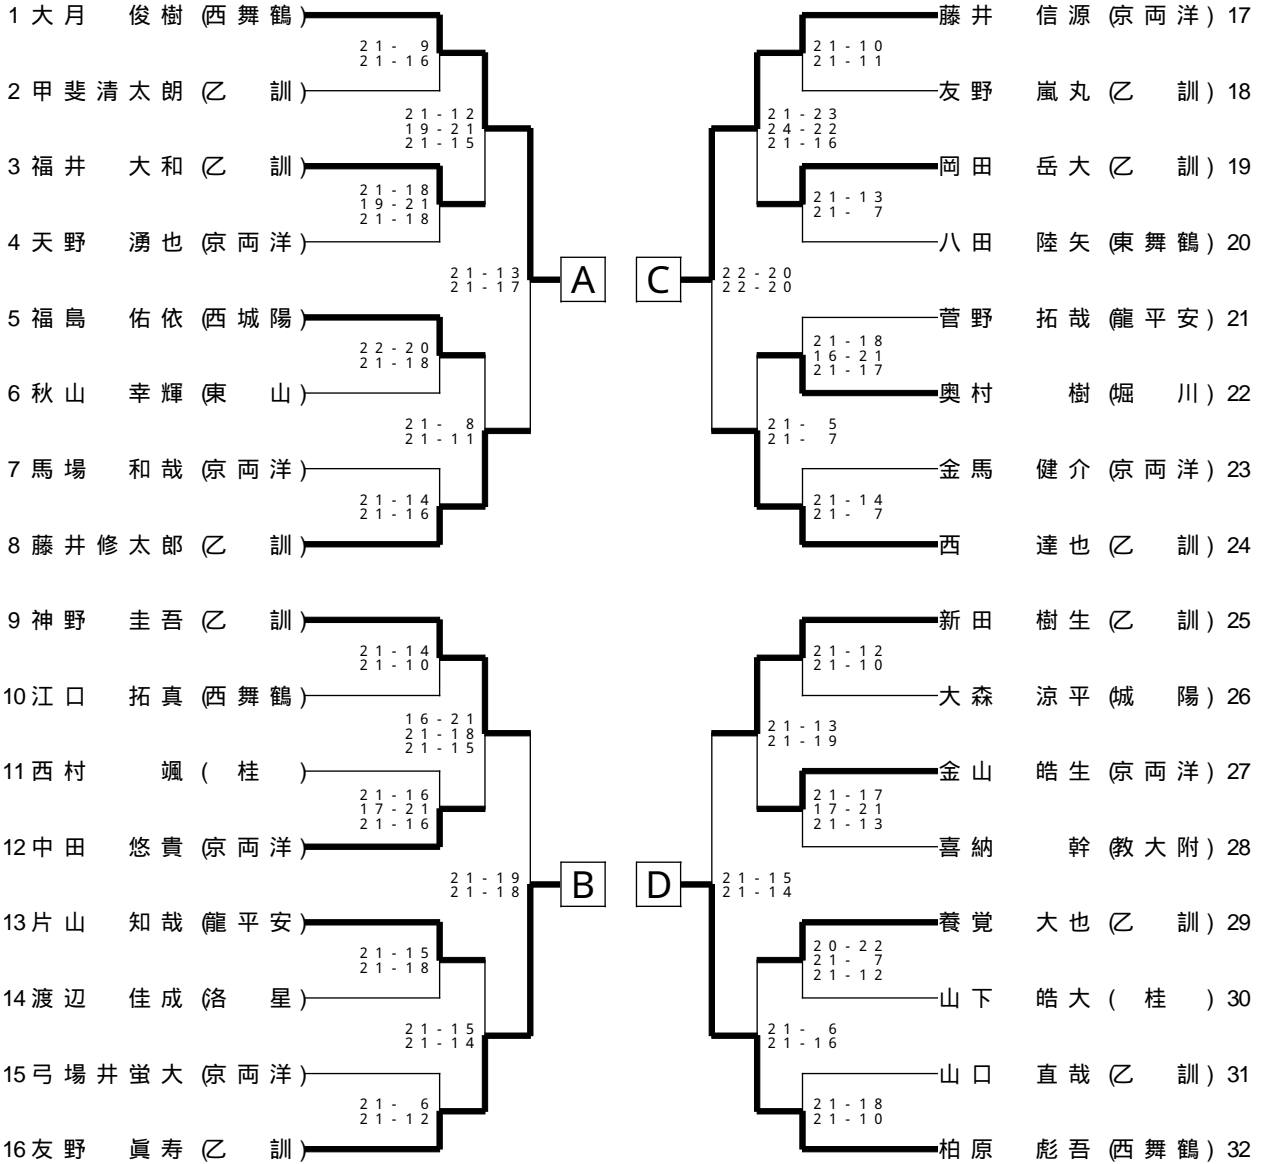 1 大月 俊樹 (西舞鶴)
21- 9
21-16
2 甲斐清太朗 (乙 訓)
21-12
19-21
21-15
3 福井 大和 (乙 訓)
21-18
19-21
21-18
4 天野 湧也 (京両洋)
21-13
21-17
A
5 福島 佑依 (西城陽)
22-20
21-18
6 秋山 幸輝 (東 山)
21- 8
21-11
7 馬場 和哉 (京両洋)
21-14
21-16
8 藤井修太郎 (乙 訓)
9 神野 圭吾 (乙 訓)
21-14
21-10
10 江口 拓真 (西舞鶴)
16-21
21-18
21-15
11 西村 颯 ( 桂 )
21-16
17-21
21-16
12 中田 悠貴 (京両洋)
21-19
21-18
B
13 片山 知哉 (龍平安)
21-15
21-18
14 渡辺 佳成 (洛 星)
21-15
21-14
15 弓場井蛍大 (京両洋)
21- 6
21-12
16 友野 眞寿 (乙 訓)
藤井 信源 (京両洋) 17
21-10
21-11
友野 嵐丸 (乙 訓) 18
21-23
24-22
21-16
岡田 岳大 (乙 訓) 19
21-13
21- 7
八田 陸矢 (東舞鶴) 20
C
22-20
22-20
菅野 拓哉 (龍平安) 21
21-18
16-21
21-17
奥村 樹 (堀 川) 22
21- 5
21- 7
金馬 健介 (京両洋) 23
21-14
21- 7
西 達也 (乙 訓) 24
新田 樹生 (乙 訓) 25
21-12
21-10
大森 涼平 (城 陽) 26
21-13
21-19
金山 皓生 (京両洋) 27
21-17
17-21
21-13
喜納 幹 (教大附) 28
D
21-15
21-14
養覚 大也 (乙 訓) 29
20-22
21- 7
21-12
山下 皓大 ( 桂 ) 30
21- 6
21-16
山口 直哉 (乙 訓) 31
21-18
21-10
柏原 彪吾 (西舞鶴) 32